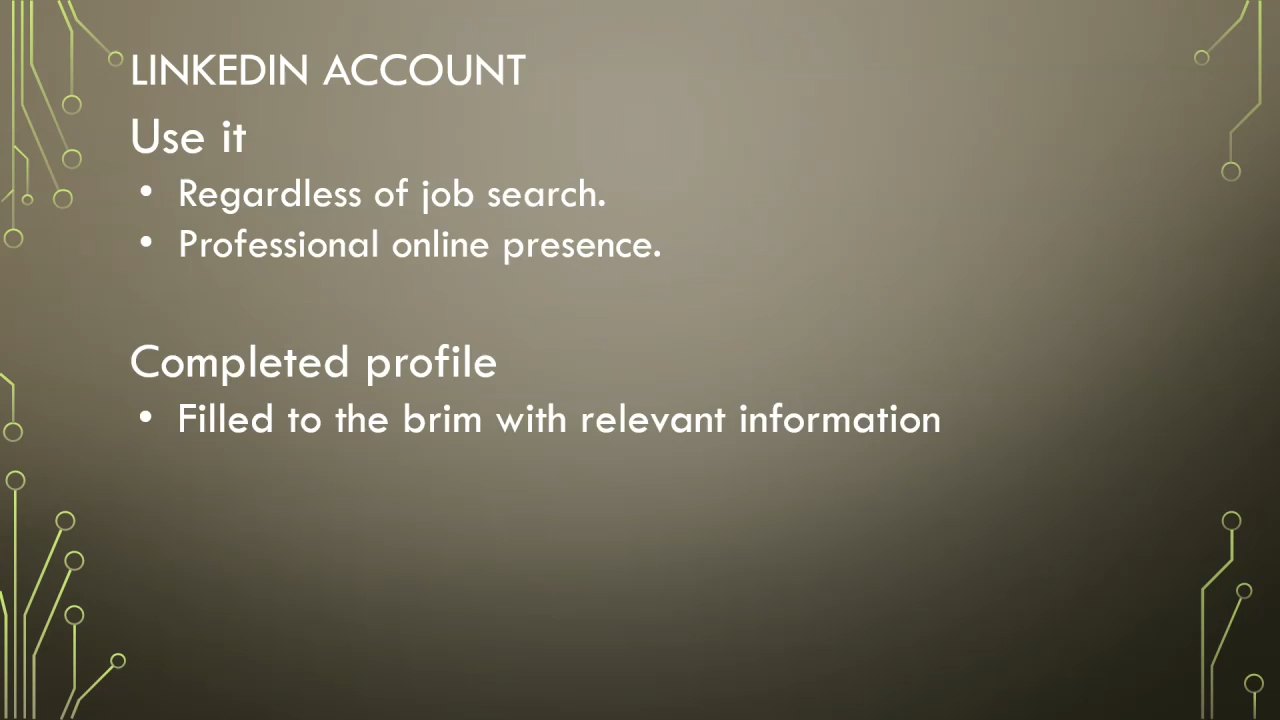 LINKEDIN ACCOUNT
Use it
• Regardless of job search.
• Professional online presence.
Completed profile
• Filled to the brim with relevant information